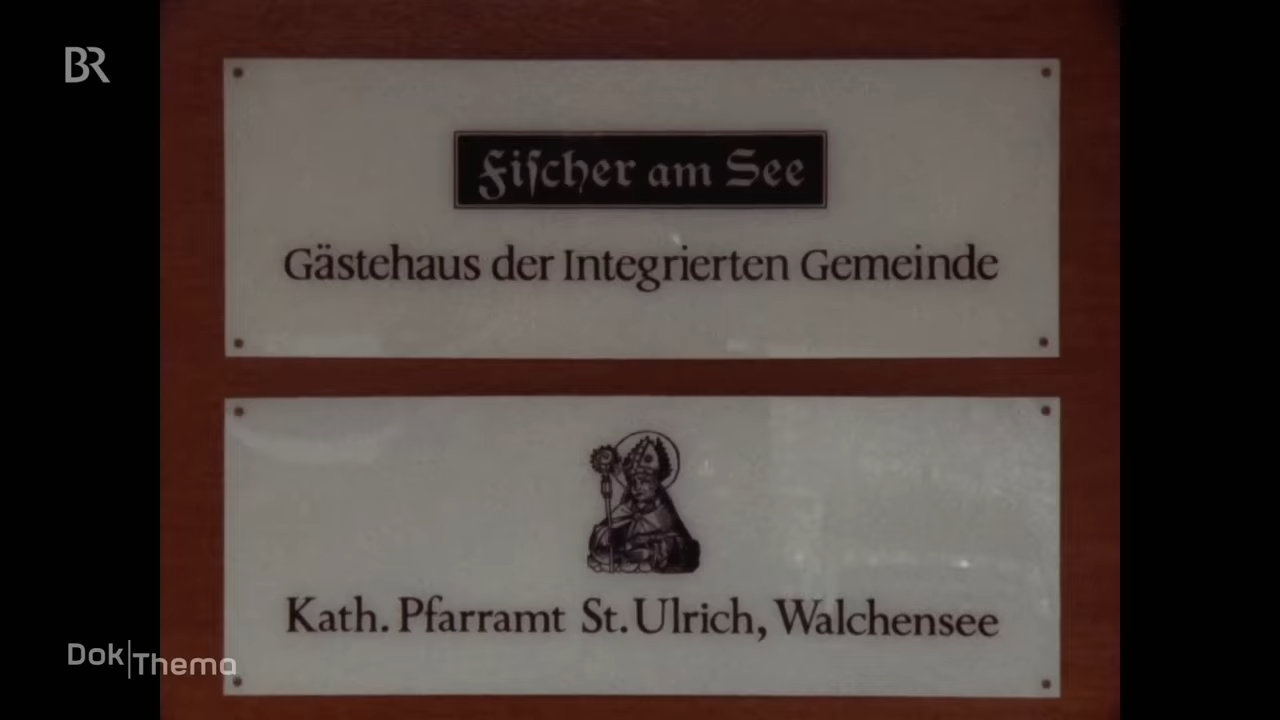 BR
Fischer am See
Gästehaus der Integrierten Gemeinde
Kath. Pfarramt St. Ulrich, Walchensee
Dok Thema